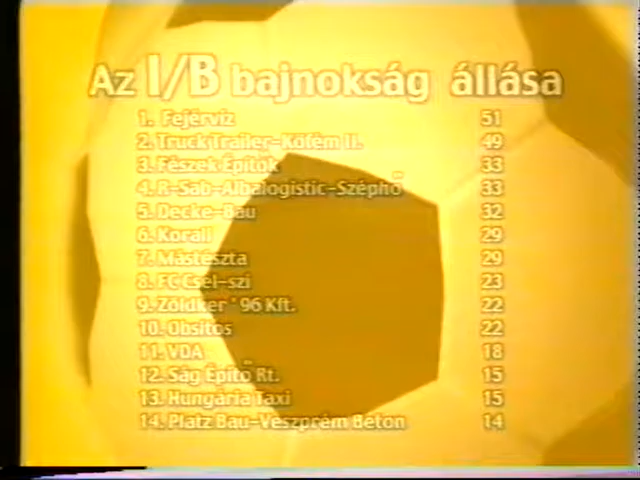 Az I/B bajnokság állása
1. Fejérvíz 51
2. Truck Trailer-Köfém II. 49
3. Fészek Építők 33
4. R-Sab-Albalogistic-Széphő 33
5. Decke-Bau 32
6. Korall 29
7. Mástészta 29
8. FC Csel-szi 23
9. Zöldker '96 Kft. 22
10. Obsitos 22
11. VDA 18
12. Ság Építő Rt. 15
13. Hungária Taxi 15
14. Platz Bau-Veszprém Beton 14